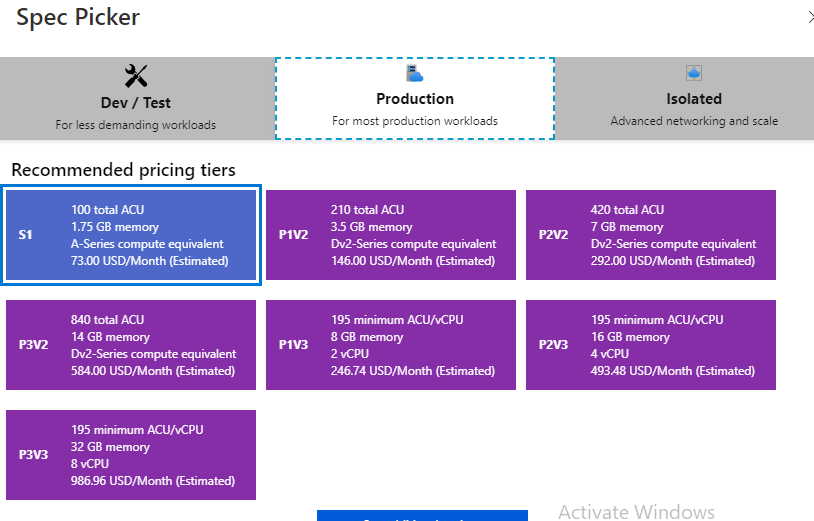 Spec Picker
Dev / Test
For less demanding workloads
Production
For most production workloads
Isolated
Advanced networking and scale
Recommended pricing tiers
S1
100 total ACU
1.75 GB memory
A-Series compute equivalent
73.00 USD/Month (Estimated)
P1V2
210 total ACU
3.5 GB memory
Dv2-Series compute equivalent
146.00 USD/Month (Estimated)
P2V2
420 total ACU
7 GB memory
Dv2-Series compute equivalent
292.00 USD/Month (Estimated)
P3V2
840 total ACU
14 GB memory
Dv2-Series compute equivalent
584.00 USD/Month (Estimated)
P1V3
195 minimum ACU/vCPU
8 GB memory
2 vCPU
246.74 USD/Month (Estimated)
P2V3
195 minimum ACU/vCPU
16 GB memory
4 vCPU
493.48 USD/Month (Estimated)
P3V3
195 minimum ACU/vCPU
32 GB memory
8 vCPU
986.96 USD/Month (Estimated)
Activate Windows